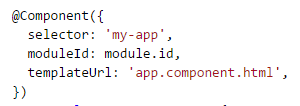 @Component({
  selector: 'my-app',
  moduleId: module.id,
  templateUrl: 'app.component.html',
})